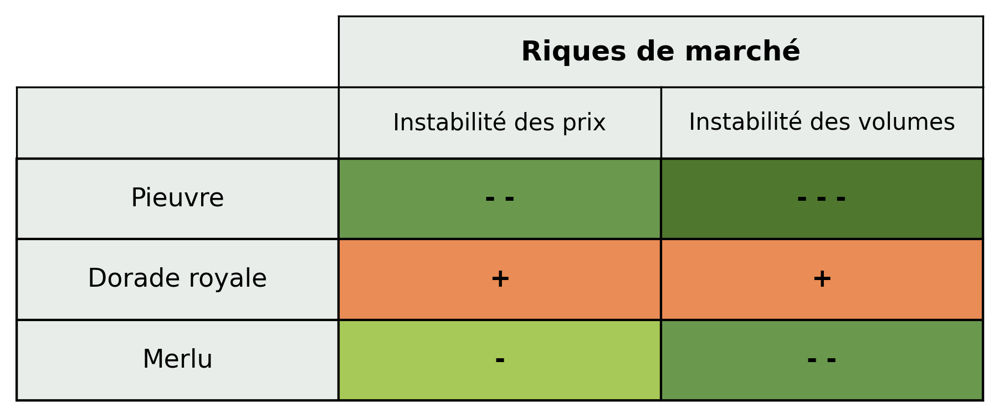 Riques de marché
Instabilité des prix Instabilité des volumes
Pieuvre - - - - -
Dorade royale + +
Merlu - - -